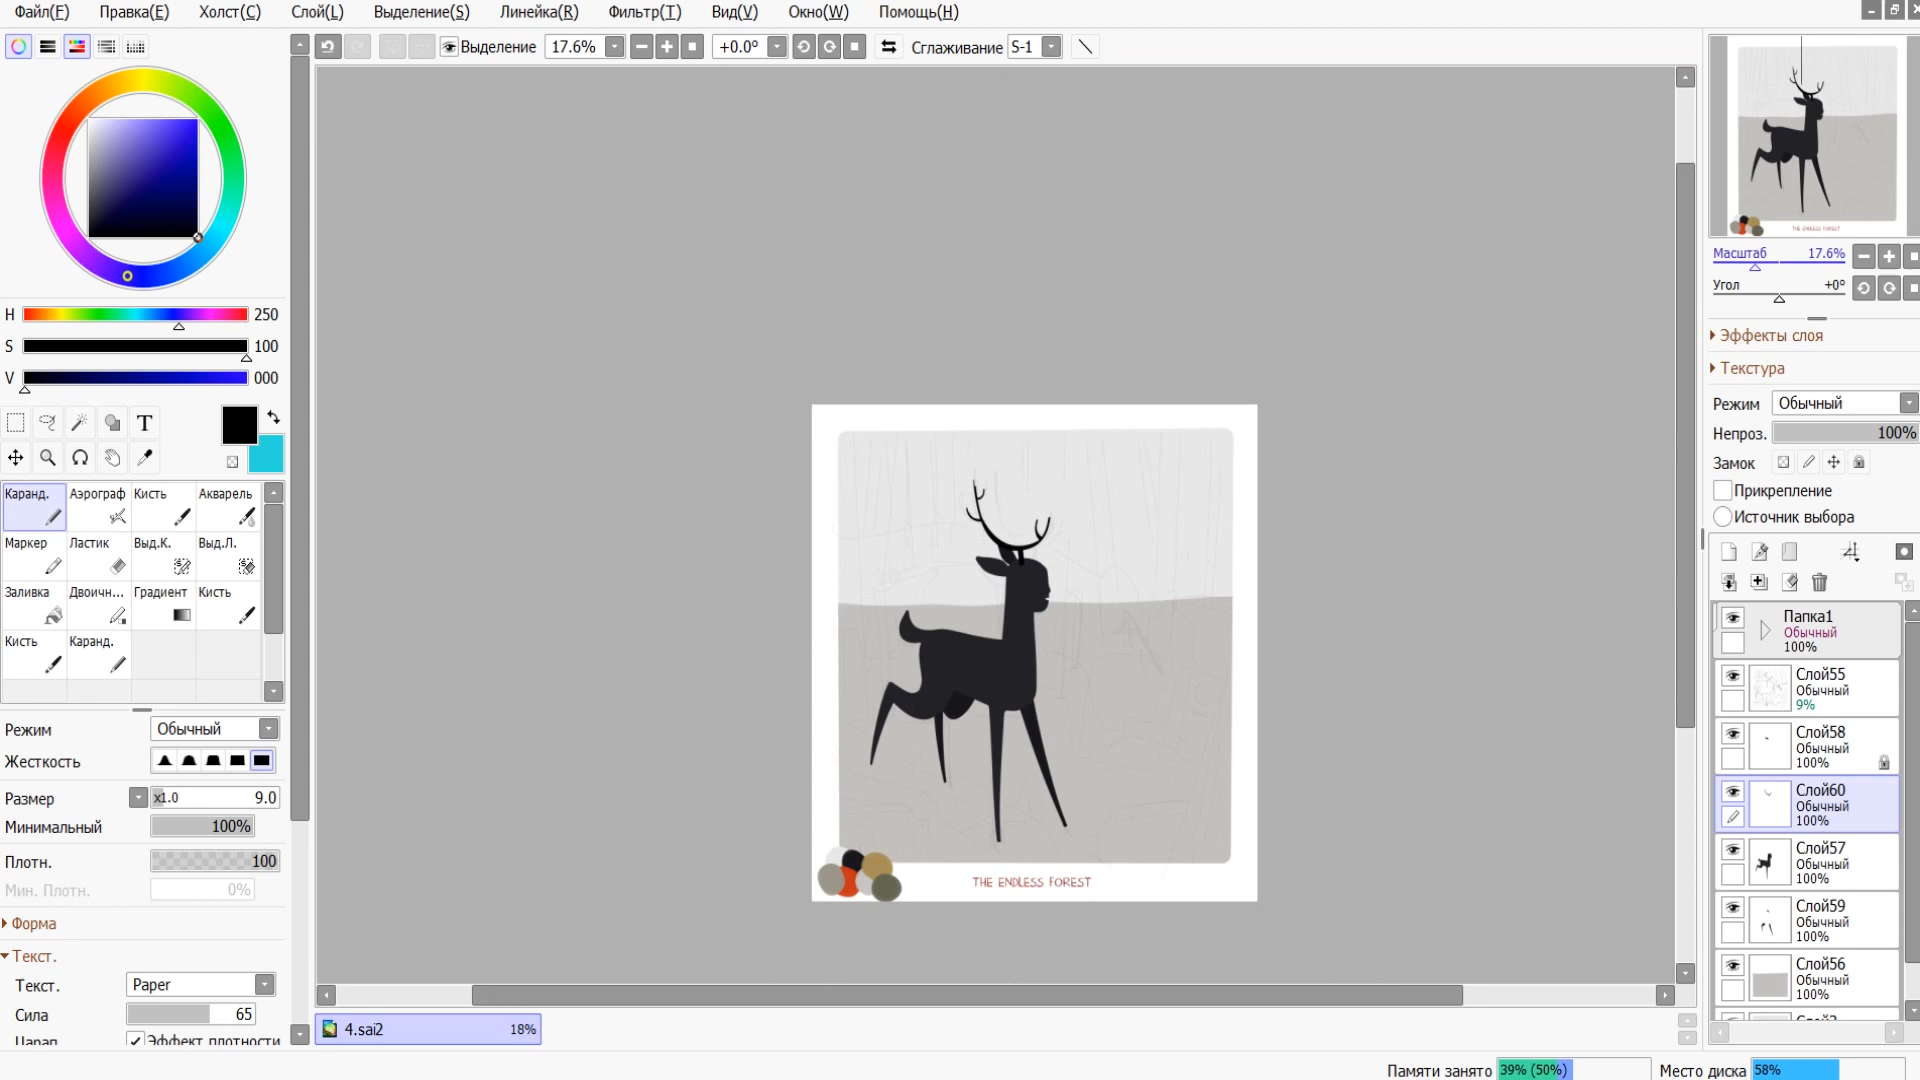 Файл(F) Правка(E) Холст(C) Слой(L) Выделение(S) Линейка(R) Фильтр(T) Вид(V) Окно(W) Помощь(H)
Выделение 17.6% +0.0° Сглаживание S-1
H 250
S 100
V 000
T
Каранд. Аэрограф Кисть Акварель
Маркер Ластик Выд.К. Выд.Л.
Заливка Двоичн... Градиент Кисть
Кисть Каранд.
Режим Обычный
Жесткость
Размер x1.0 9.0
Минимальный 100%
Плотн. 100
Мин. Плотн. 0%
Форма
Текст.
Текст. Paper
Сила 65
Царап Эффект плотности
THE ENDLESS FOREST
4.sai2 18%
THE ENDLESS FOREST
Масштаб 17.6%
Угол +0°
Эффекты слоя
Текстура
Режим Обычный
Непроз. 100%
Замок
Прикрепление
Источник выбора
Папка1
Обычный
100%
Слой55
Обычный
9%
Слой58
Обычный
100%
Слой60
Обычный
100%
Слой57
Обычный
100%
Слой59
Обычный
100%
Слой56
Обычный
100%
Памяти занято 39% (50%) Место диска 58%